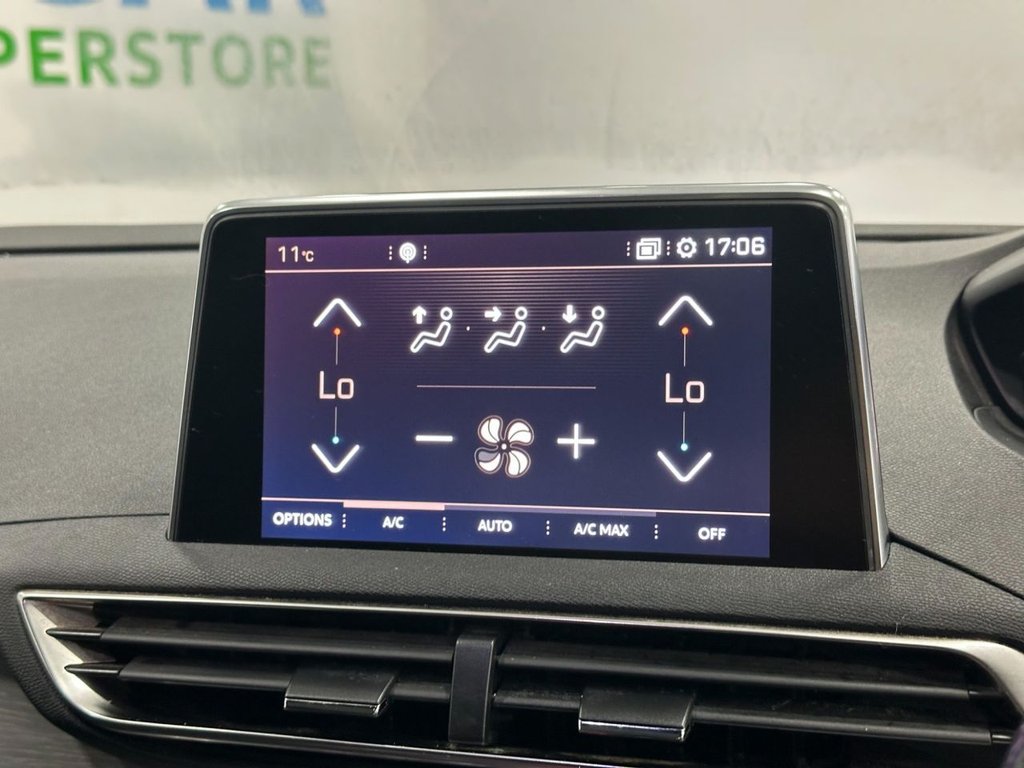 PERSTORE
11°C
17:06
Lo
Lo
OPTIONS
A/C
AUTO
A/C MAX
OFF